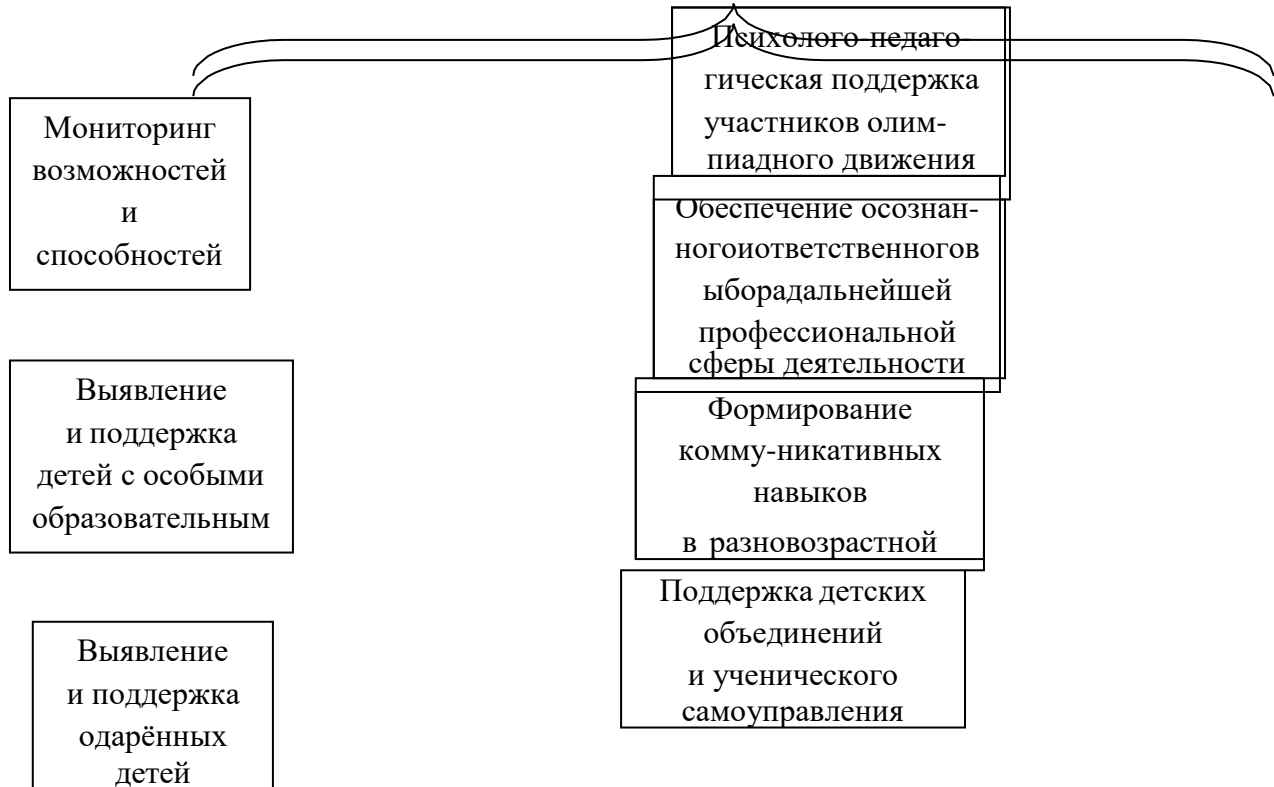 Мониторинг
возможностей
и
способностей
Выявление
и поддержка
детей с особыми
образовательным
Выявление
и поддержка
одарённых
детей
Психолого-педаго-
гическая поддержка
участников олим-
пиадного движения
Обеспечение осознан-
ногоиответственногов
ыборадальнейшей
профессиональной
сферы деятельности
Формирование
комму-никативных
навыков
в разновозрастной
Поддержка детских
объединений
и ученического
самоуправления